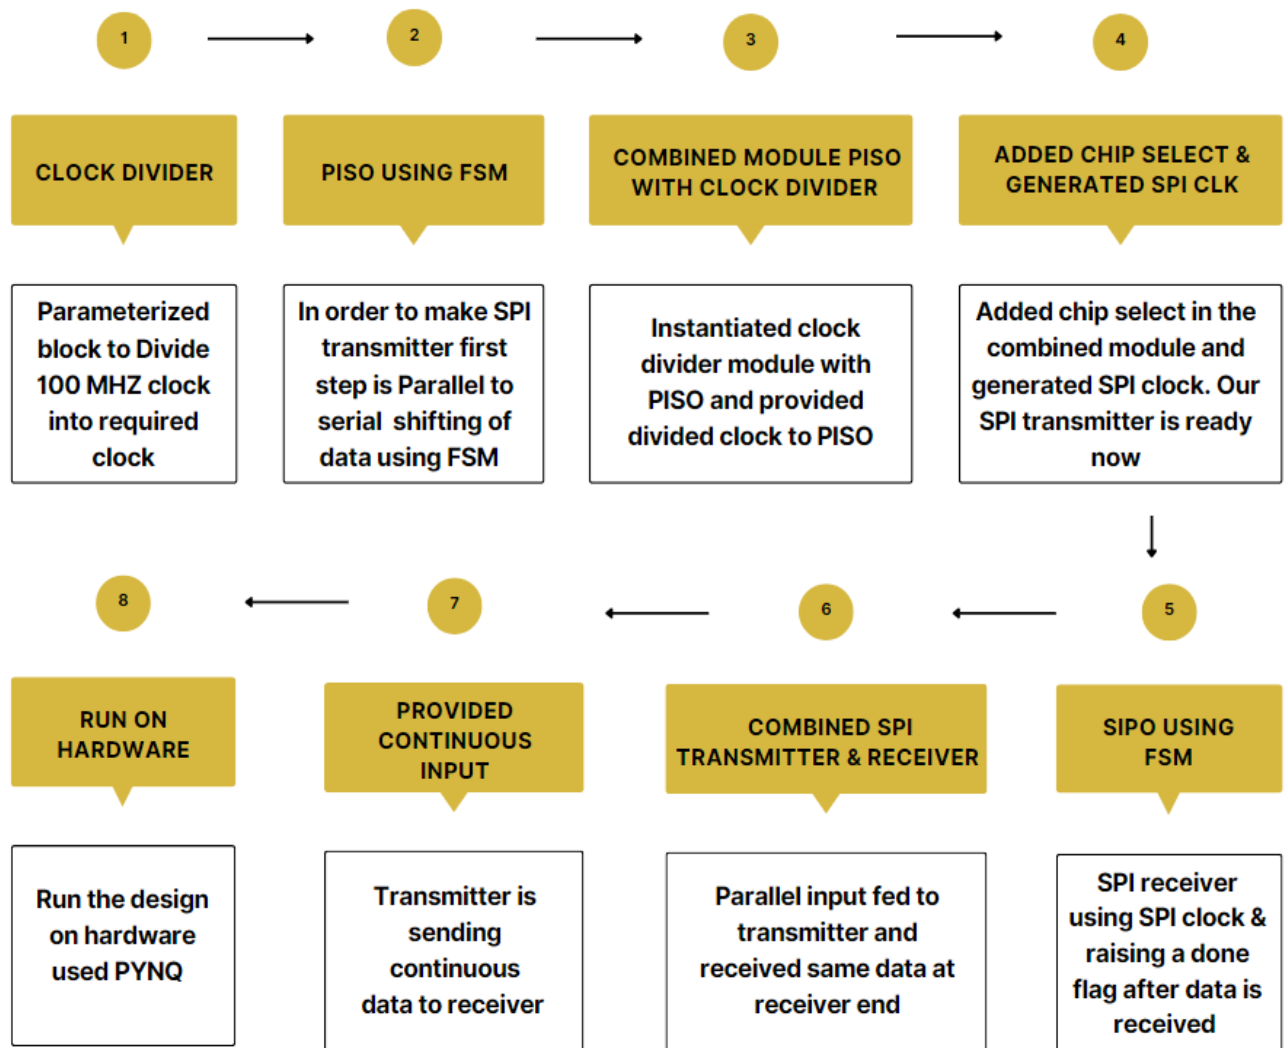 1
2
3
4
CLOCK DIVIDER
PISO USING FSM
COMBINED MODULE PISO
WITH CLOCK DIVIDER
ADDED CHIP SELECT &
GENERATED SPI CLK
Parameterized
block to Divide
100 MHZ clock
into required
clock
In order to make SPI
transmitter first
step is Parallel to
serial shifting of
data using FSM
Instantiated clock
divider module with
PISO and provided
divided clock to PISO
Added chip select in the
combined module and
generated SPI clock. Our
SPI transmitter is ready
now
5
6
7
8
SIPO USING
FSM
COMBINED SPI
TRANSMITTER & RECEIVER
PROVIDED
CONTINUOUS
INPUT
RUN ON
HARDWARE
SPI receiver
using SPI clock &
raising a done
flag after data is
received
Parallel input fed to
transmitter and
received same data at
receiver end
Transmitter is
sending
continuous
data to receiver
Run the design
on hardware
used PYNQ